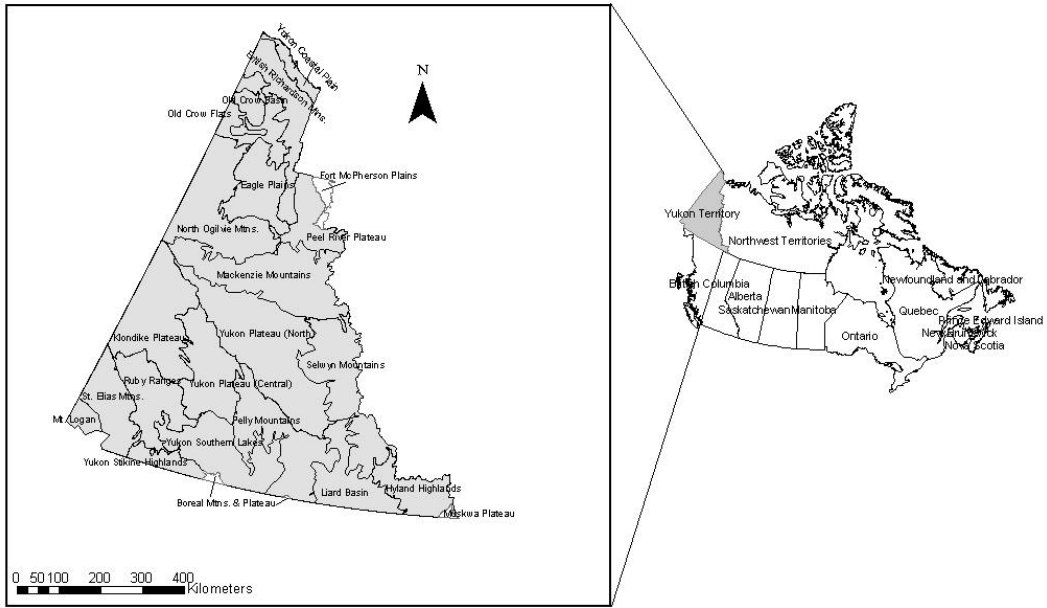 Yukon Coastal Plain
British Richardson Mtns.
Old Crow Basin
Old Crow Flats
N
Fort McPherson Plains
Eagle Plains
North Ogilvie Mtns.
Peel River Plateau
Mackenzie Mountains
Klondike Plateau
Yukon Plateau (North)
Selwyn Mountains
Ruby Ranges
Yukon Plateau (Central)
St. Elias Mtns.
Mt. Logan
Pelly Mountains
Yukon Southern Lakes
Yukon Stikine Highlands
Boreal Mtns. & Plateau
Liard Basin
Hyland Highlands
Muskwa Plateau
0 50 100 200 300 400
Kilometers
Yukon Territory
Northwest Territories
British Columbia
Alberta
Saskatchewan
Manitoba
Ontario
Quebec
Newfoundland and Labrador
Prince Edward Island
New Brunswick
Nova Scotia